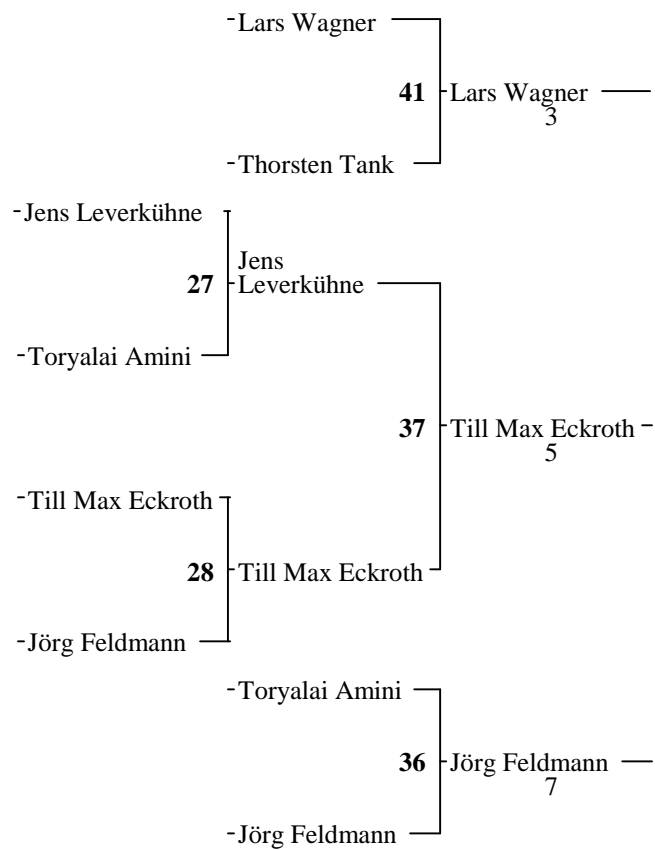 -Lars Wagner
41
-Lars Wagner
3
-Thorsten Tank
-Jens Leverkühne
27
-Jens
Leverkühne
-Toryalai Amini
37
-Till Max Eckroth
5
-Till Max Eckroth
28
-Till Max Eckroth
-Jörg Feldmann
-Toryalai Amini
36
-Jörg Feldmann
7
-Jörg Feldmann